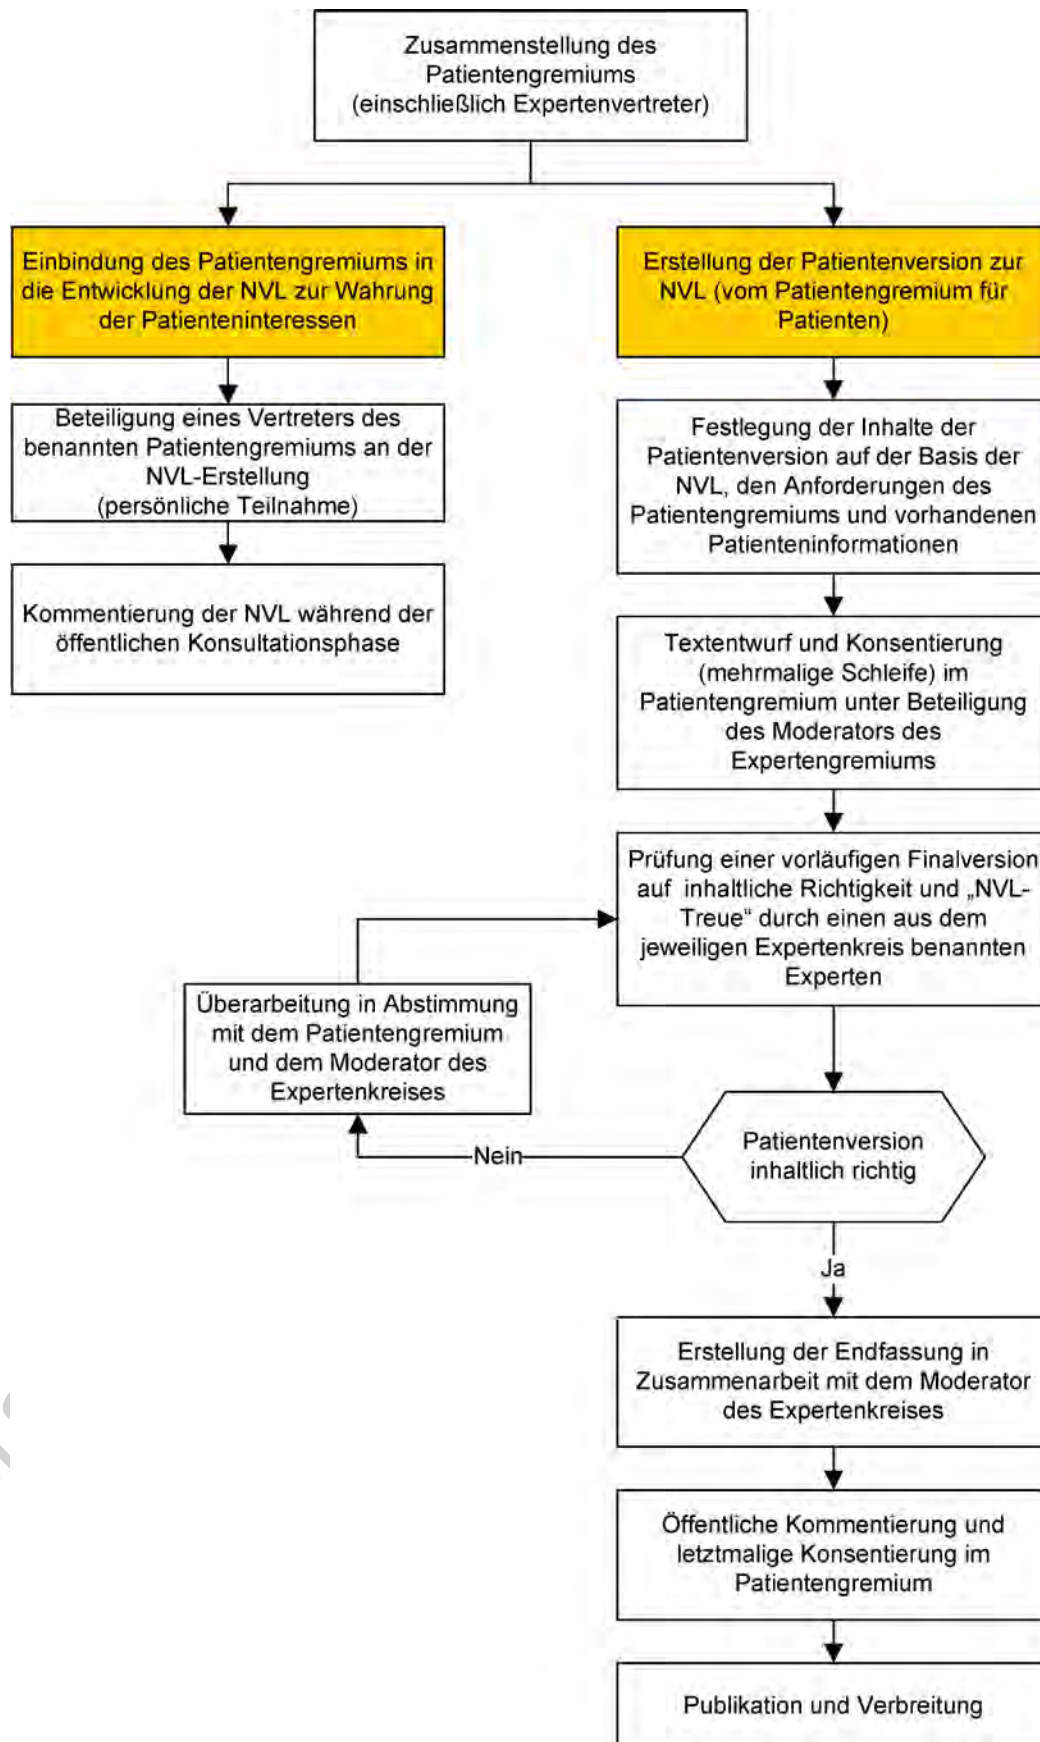 Zusammenstellung des
Patientengremiums
(einschließlich Expertenvertreter)
Einbindung des Patientengremiums in
die Entwicklung der NVL zur Wahrung
der Patienteninteressen
Beteiligung eines Vertreters des
benannten Patientengremiums an der
NVL-Erstellung
(persönliche Teilnahme)
Kommentierung der NVL während der
öffentlichen Konsultationsphase
Erstellung der Patientenversion zur
NVL (vom Patientengremium für
Patienten)
Festlegung der Inhalte der
Patientenversion auf der Basis der
NVL, den Anforderungen des
Patientengremiums und vorhandenen
Patienteninformationen
Textentwurf und Konsentierung
(mehrmalige Schleife) im
Patientengremium unter Beteiligung
des Moderators des
Expertengremiums
Prüfung einer vorläufigen Finalversion
auf inhaltliche Richtigkeit und „NVL-
Treue“ durch einen aus dem
jeweiligen Expertenkreis benannten
Experten
Überarbeitung in Abstimmung
mit dem Patientengremium
und dem Moderator des
Expertenkreises
Patientenversion
inhaltlich richtig
Nein
Ja
Erstellung der Endfassung in
Zusammenarbeit mit dem Moderator
des Expertenkreises
Öffentliche Kommentierung und
letztmalige Konsentierung im
Patientengremium
Publikation und Verbreitung